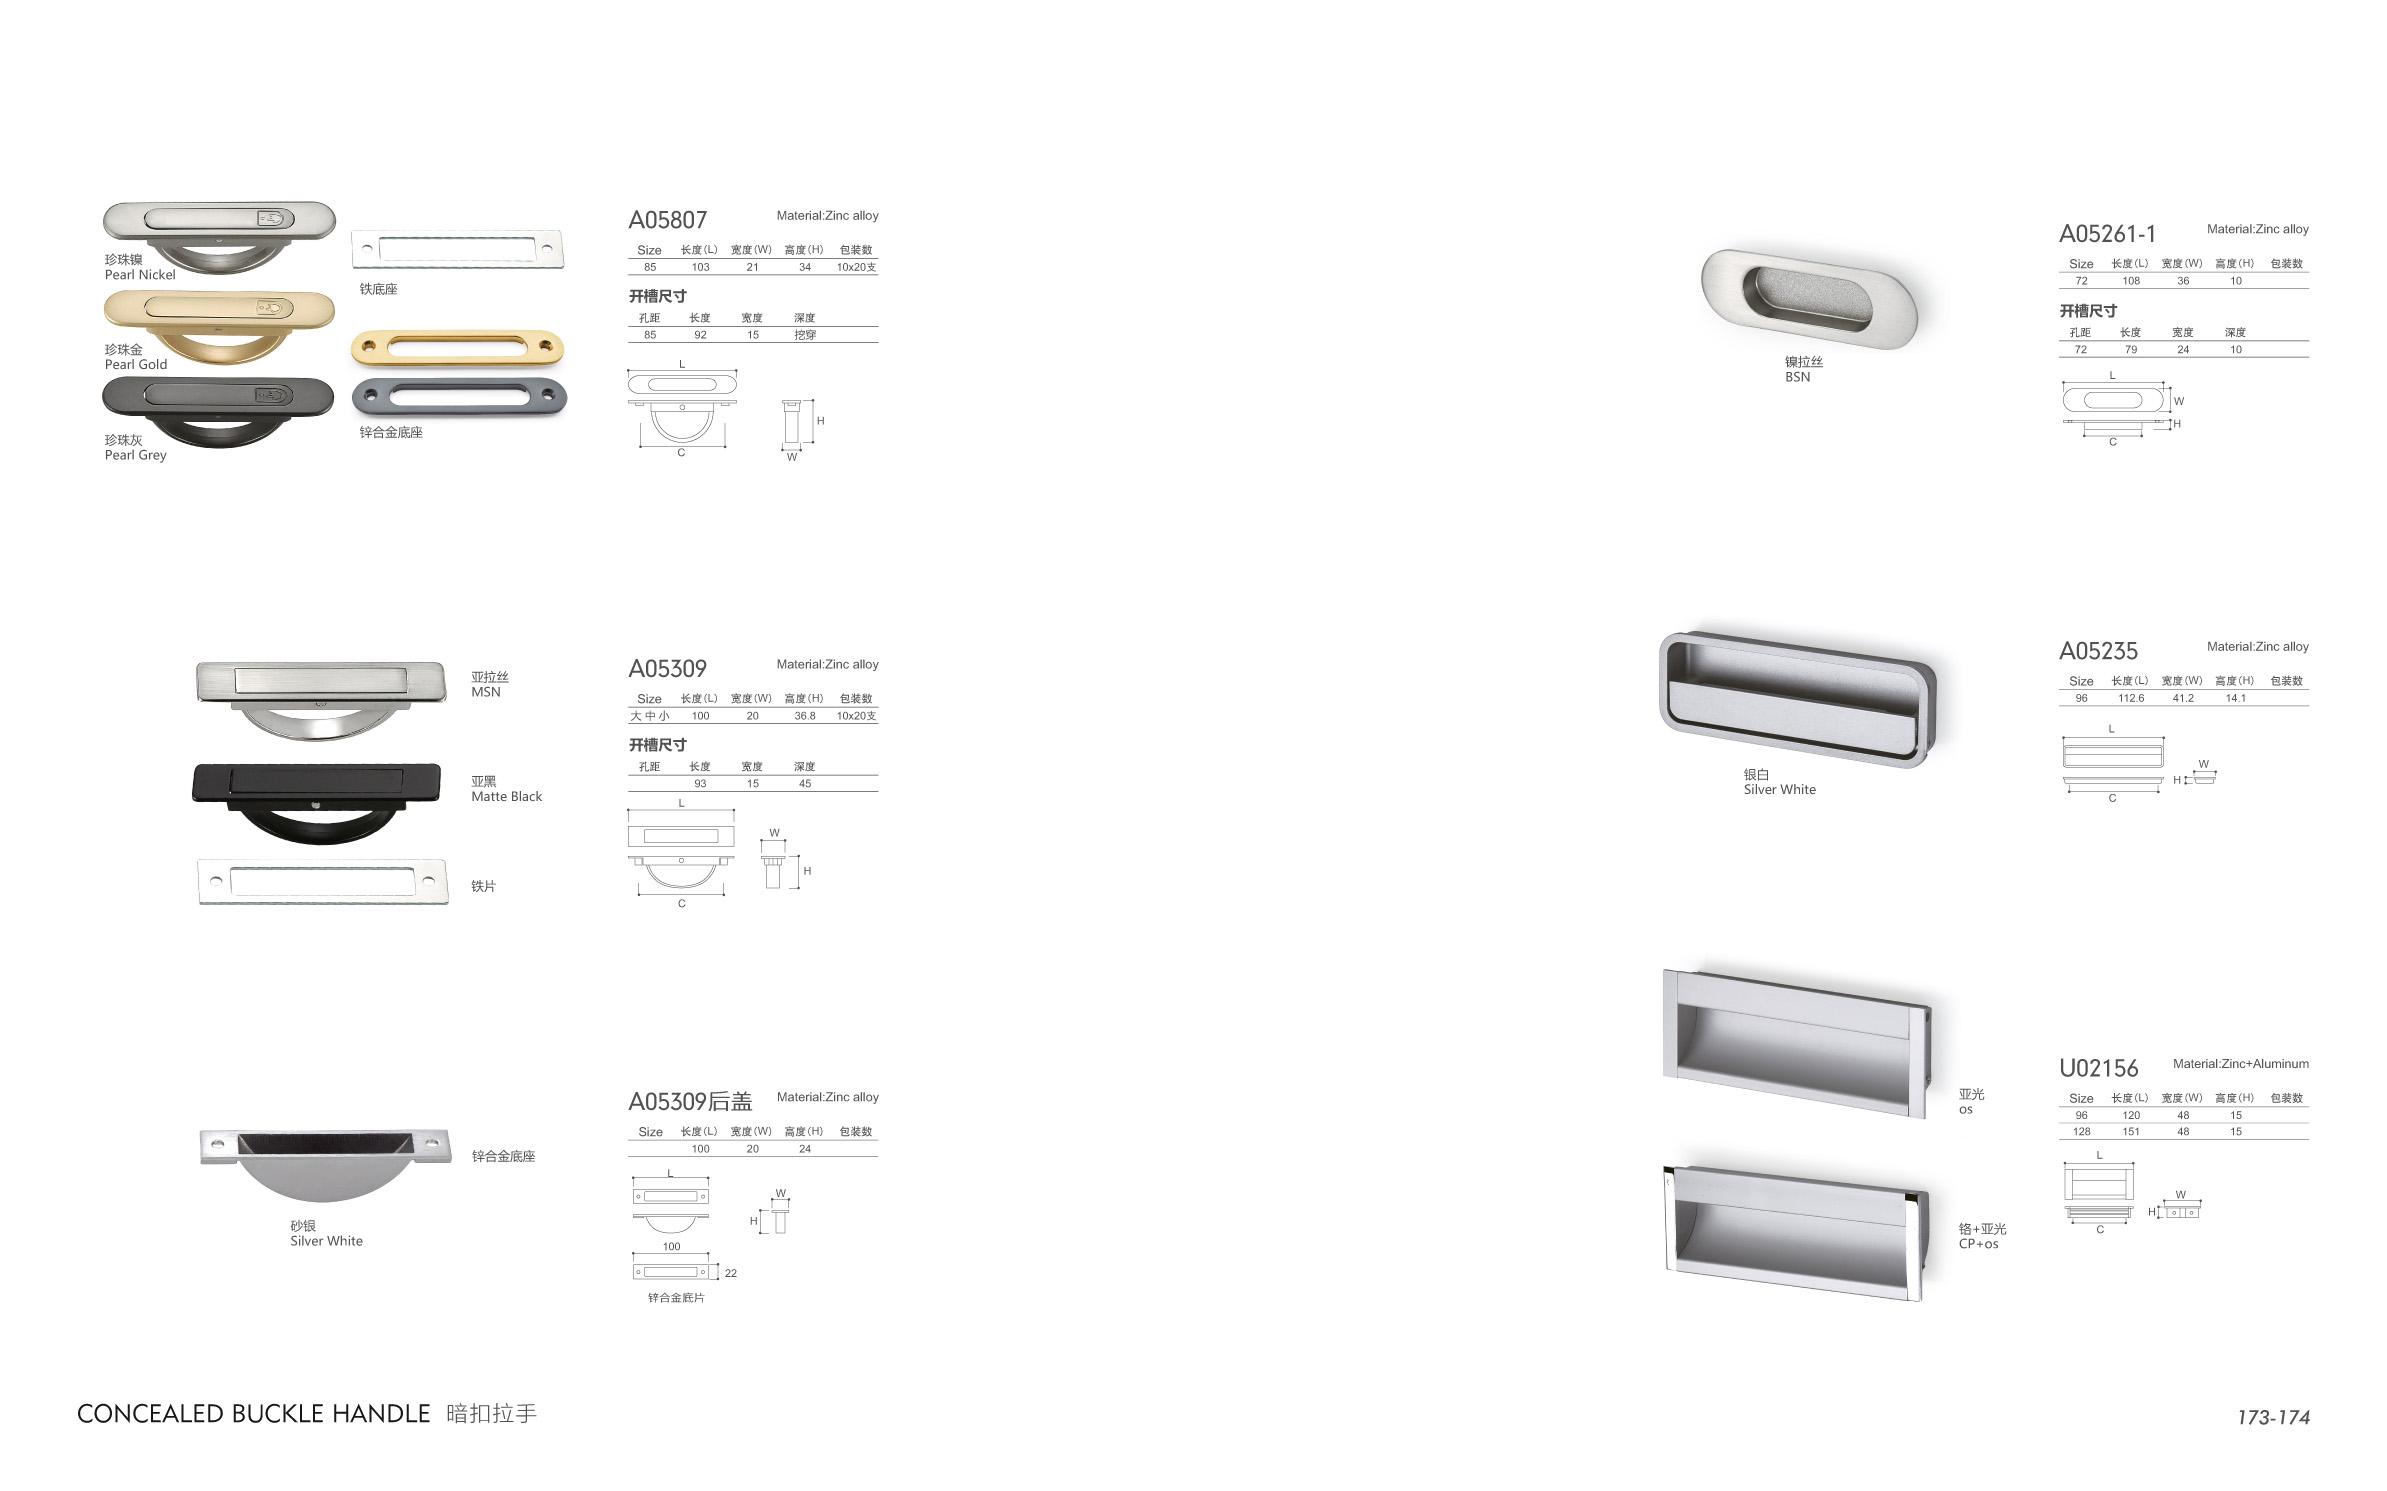 珍珠镍
Pearl Nickel
铁底座
珍珠金
Pearl Gold
珍珠灰
Pearl Grey
锌合金底座
A05807 Material:Zinc alloy
Size 长度(L) 宽度(W) 高度(H) 包装数
85 103 21 34 10x20支
开槽尺寸
孔距 长度 宽度 深度
85 92 15 挖穿
L
H
C
W
亚拉丝
MSN
亚黑
Matte Black
铁片
A05309 Material:Zinc alloy
Size 长度(L) 宽度(W) 高度(H) 包装数
大中小 100 20 36.8 10x20支
开槽尺寸
孔距 长度 宽度 深度
93 15 45
L
W
H
C
锌合金底座
砂银
Silver White
A05309后盖 Material:Zinc alloy
Size 长度(L) 宽度(W) 高度(H) 包装数
100 20 24
L
W
H
100
22
锌合金底片
镍拉丝
BSN
A05261-1 Material:Zinc alloy
Size 长度(L) 宽度(W) 高度(H) 包装数
72 108 36 10
开槽尺寸
孔距 长度 宽度 深度
72 79 24 10
L
W
H
C
银白
Silver White
A05235 Material:Zinc alloy
Size 长度(L) 宽度(W) 高度(H) 包装数
96 112.6 41.2 14.1
L
W
H
C
亚光
os
铬+亚光
CP+os
U02156 Material:Zinc+Aluminum
Size 长度(L) 宽度(W) 高度(H) 包装数
96 120 48 15
128 151 48 15
L
W
H
C
CONCEALED BUCKLE HANDLE 暗扣拉手
173-174